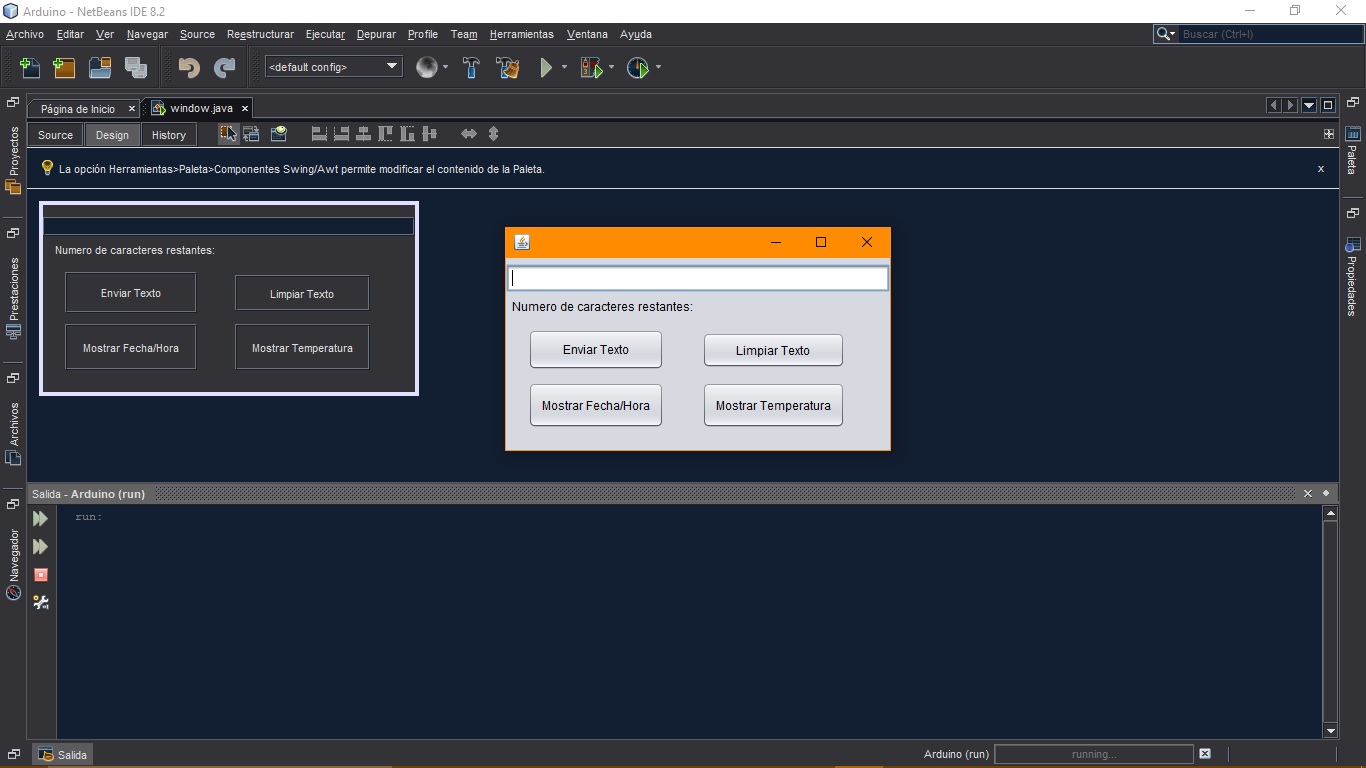 Arduino - NetBeans IDE 8.2
Archivo Editar Ver Navegar Source Reestructurar Ejecutar Depurar Profile Team Herramientas Ventana Ayuda
Buscar (Ctrl+I)
<default config>
Página de Inicio
window.java
Source Design History
La opción Herramientas>Paleta>Componentes Swing/Awt permite modificar el contenido de la Paleta.
x
Proyectos
Prestaciones
Archivos
Navegador
Paleta
Propiedades
Numero de caracteres restantes:
Enviar Texto
Limpiar Texto
Mostrar Fecha/Hora
Mostrar Temperatura
Numero de caracteres restantes:
Enviar Texto
Limpiar Texto
Mostrar Fecha/Hora
Mostrar Temperatura
Salida - Arduino (run)
run:
Salida
Arduino (run)
running...